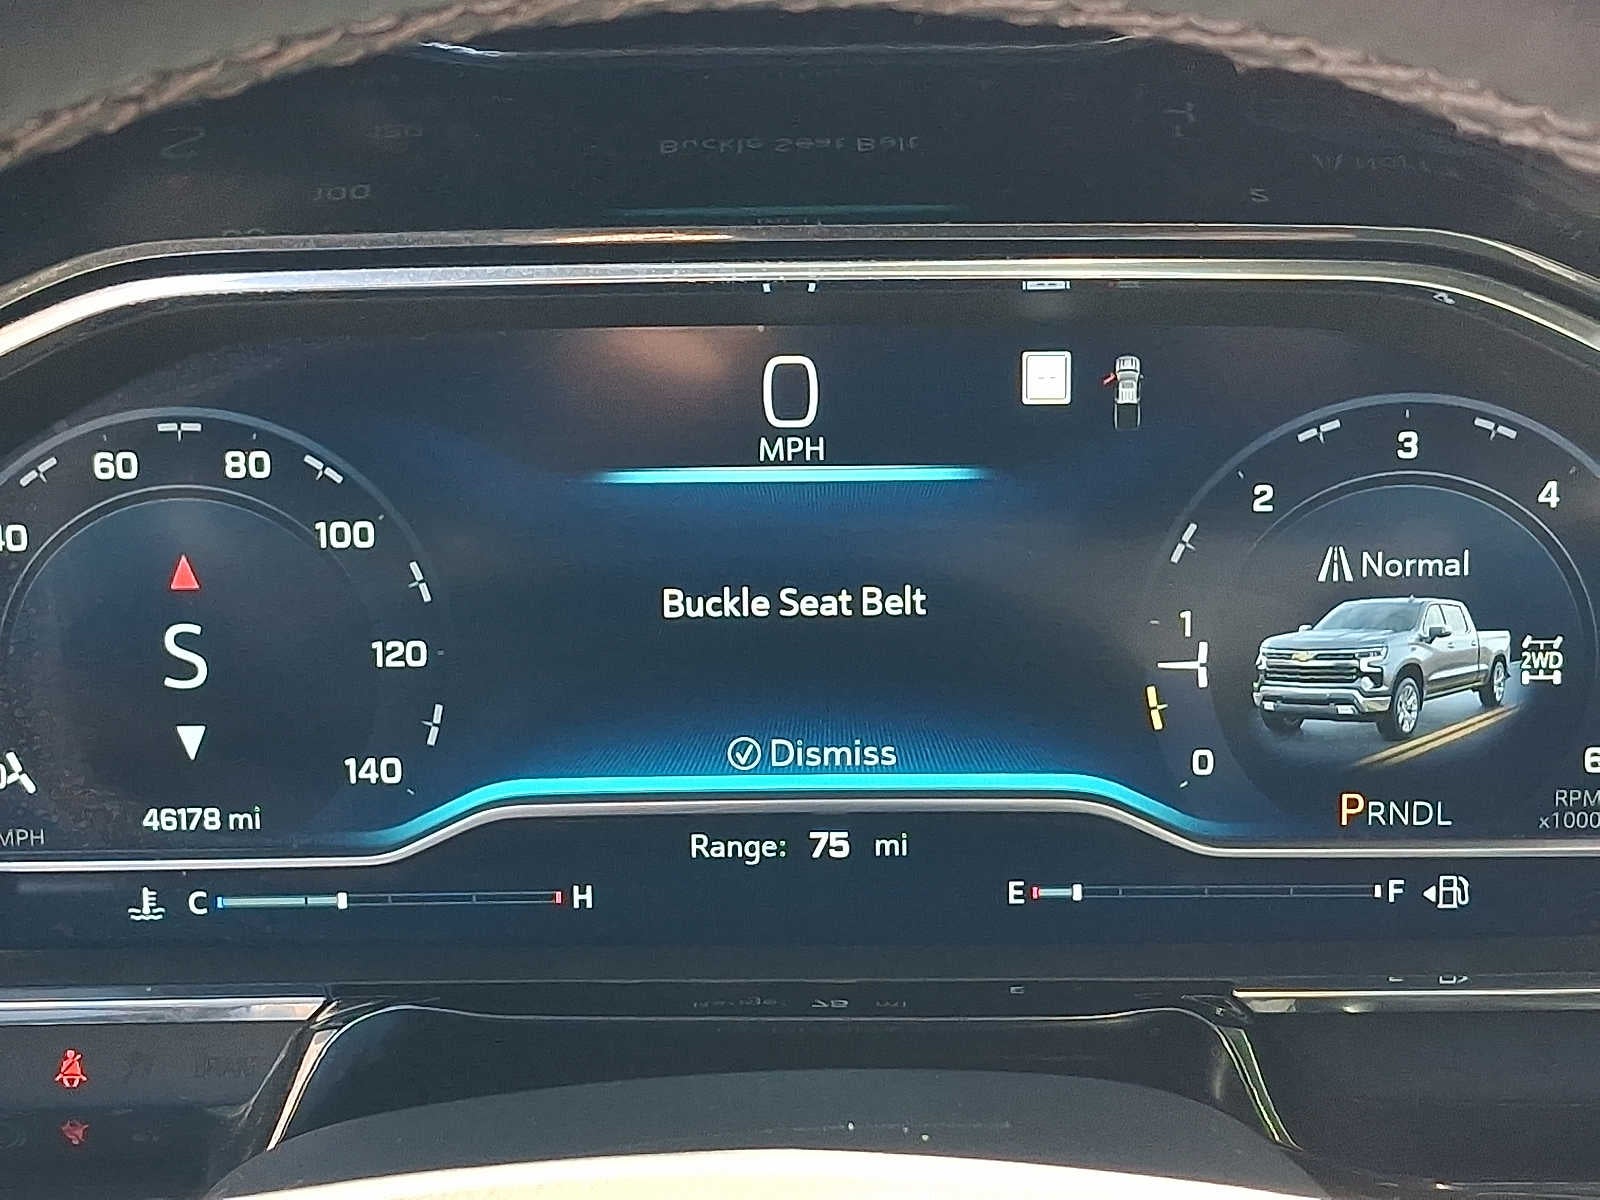 0
MPH
60
80
100
120
140
S
46178 mi
MPH
Buckle Seat Belt
Dismiss
Range: 75 mi
C
H
E
F
0
1
2
3
4
Normal
2WD
PRNDL
RPM
x1000